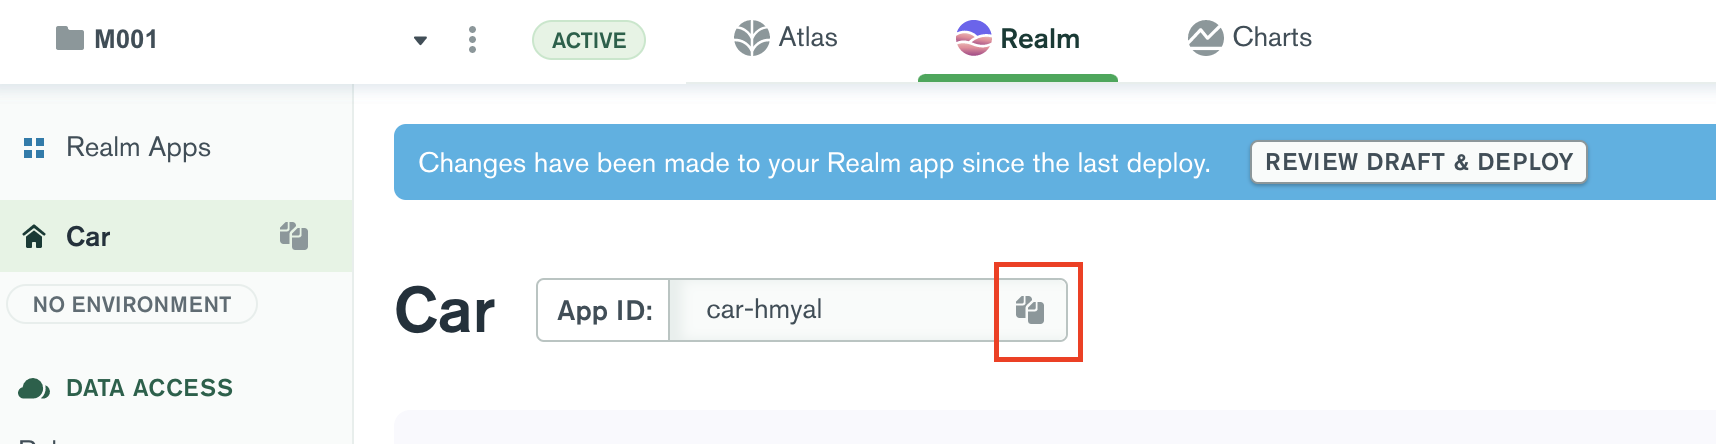 M001
ACTIVE
Atlas
Realm
Charts
Realm Apps
Changes have been made to your Realm app since the last deploy.
REVIEW DRAFT & DEPLOY
Car
NO ENVIRONMENT
Car
App ID:
car-hmyal
DATA ACCESS